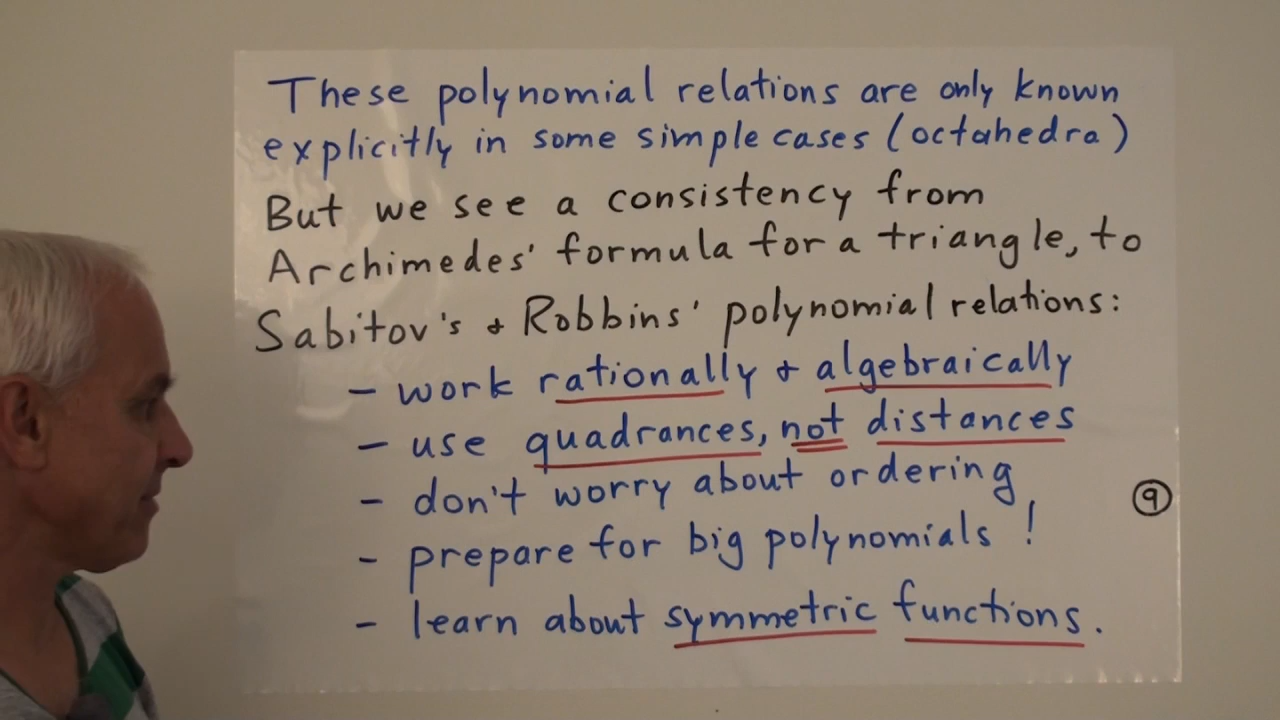 These polynomial relations are only known
explicitly in some simple cases (octahedra)
But we see a consistency from
Archimedes' formula for a triangle, to
Sabitov's & Robbins' polynomial relations:
- work rationally & algebraically
- use quadrances, not distances
- don't worry about ordering
- prepare for big polynomials !
- learn about symmetric functions.
9